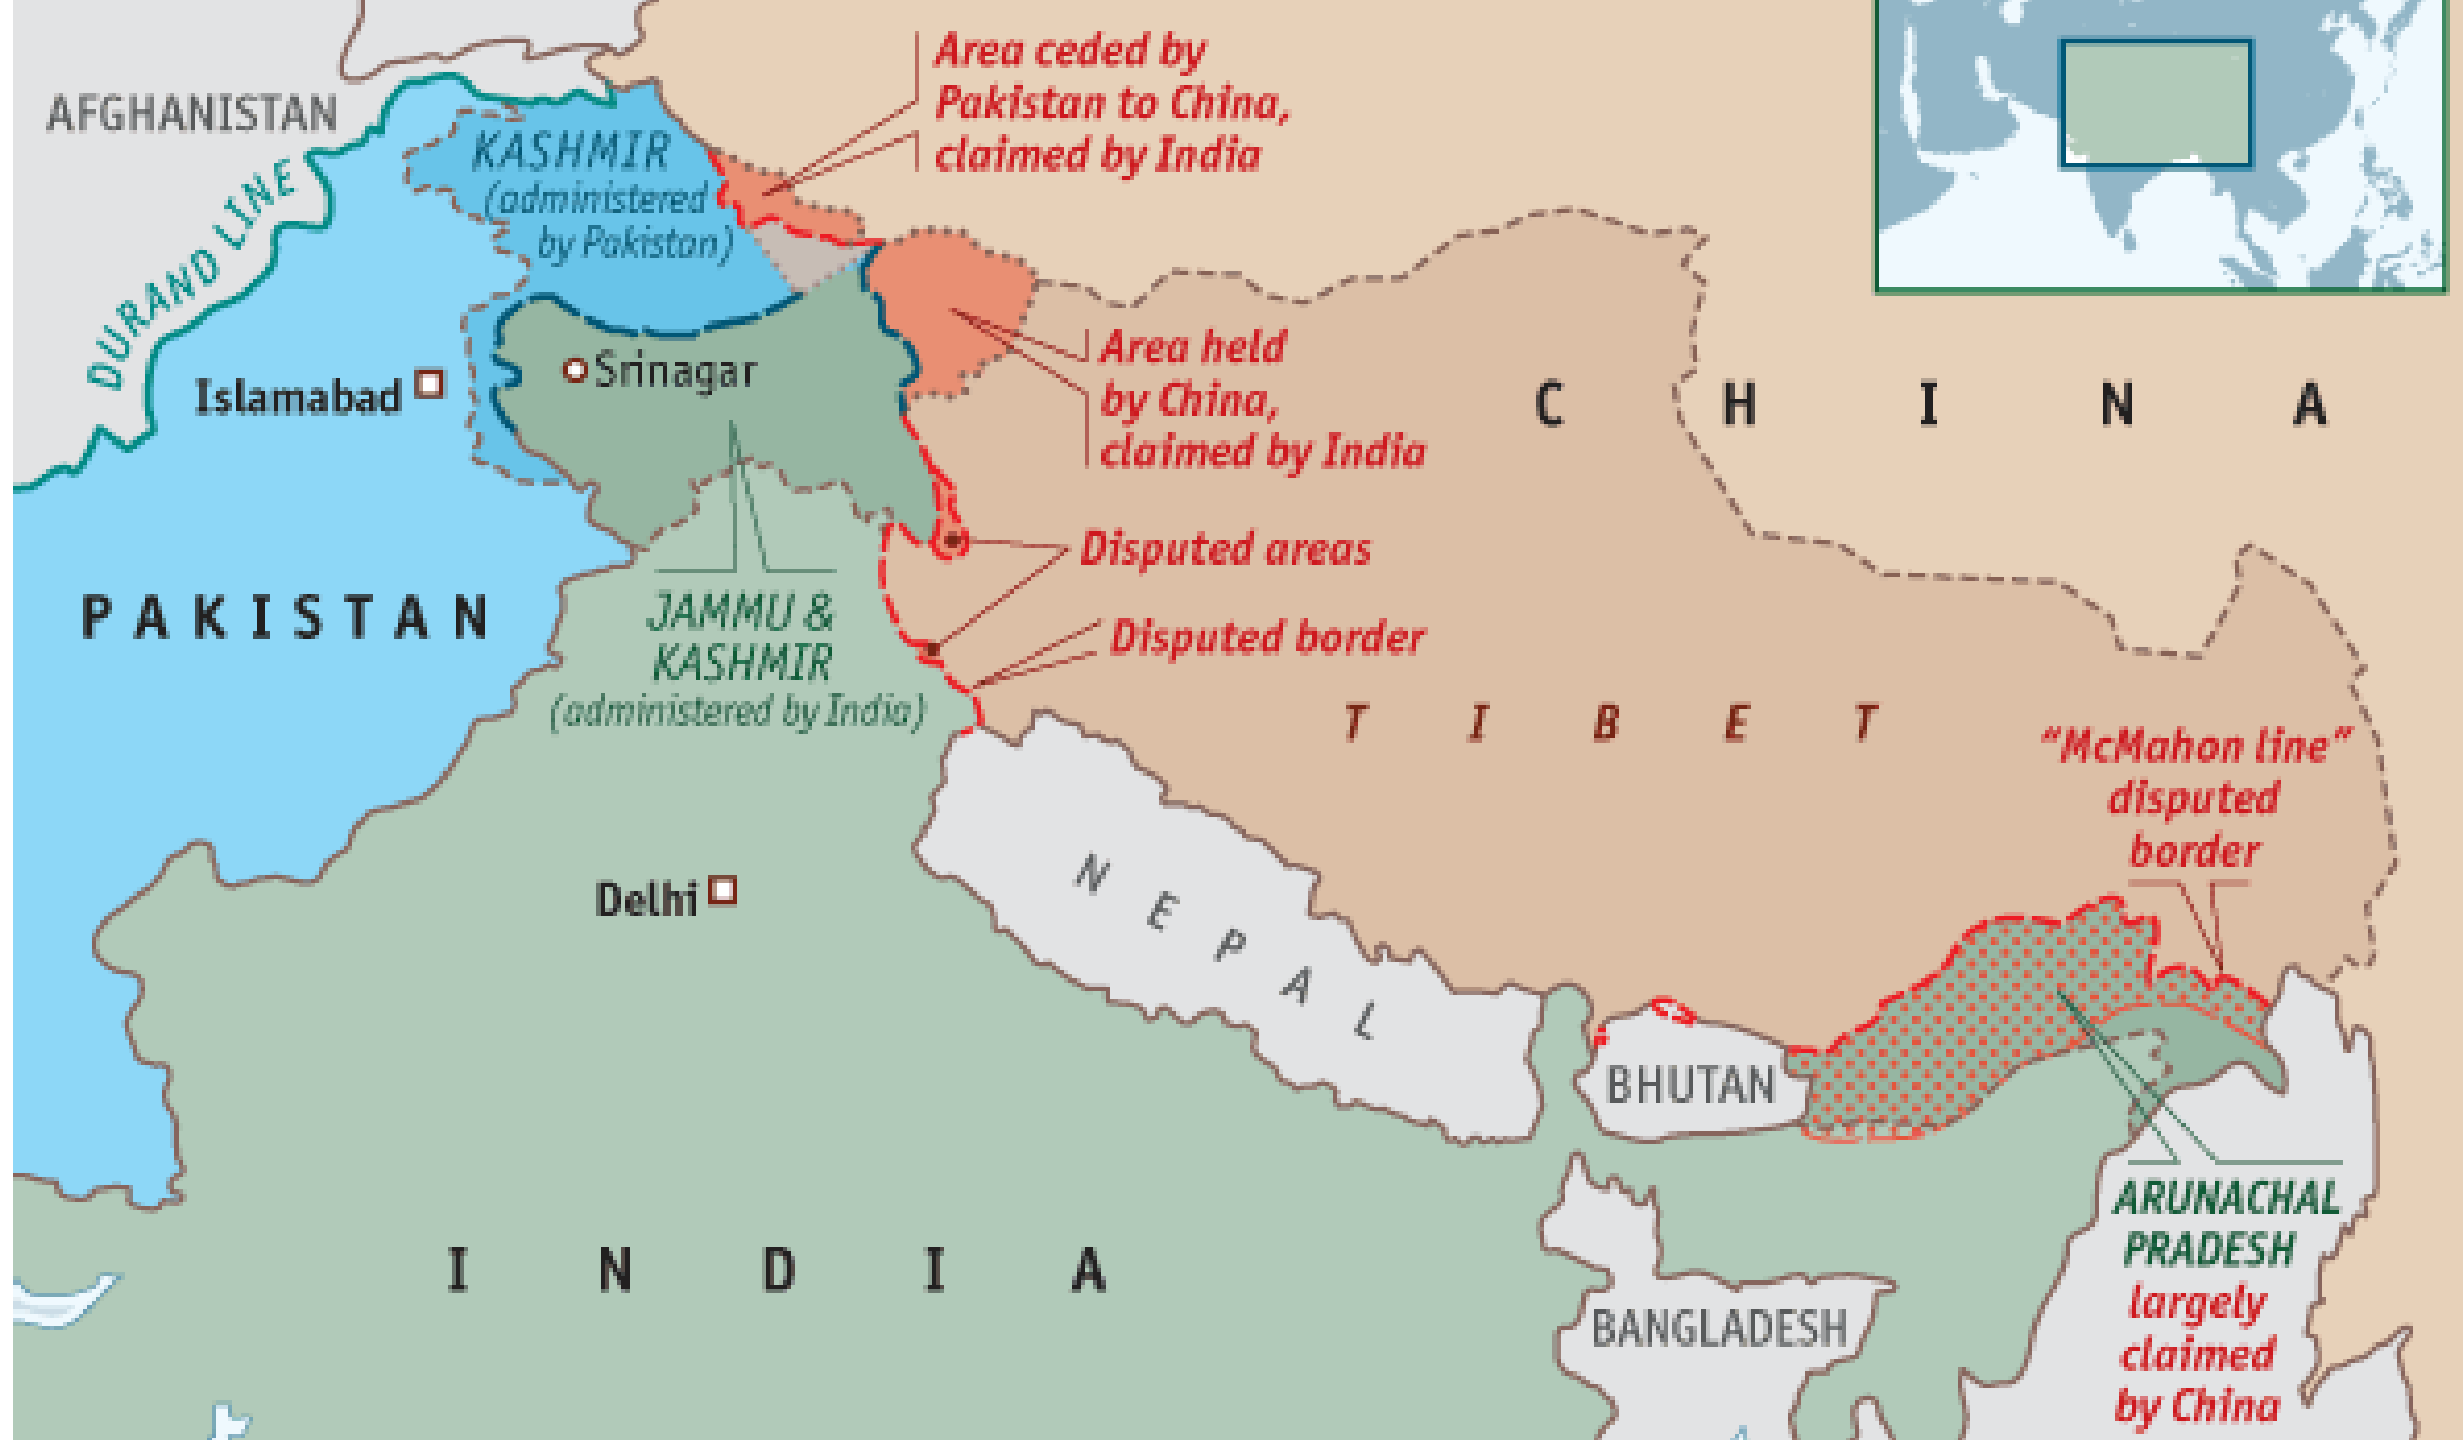 AFGHANISTAN
DURAND LINE
KASHMIR
(administered
by Pakistan)
Area ceded by
Pakistan to China,
claimed by India
Islamabad
Srinagar
Area held
by China,
claimed by India
CHINA
Disputed areas
Disputed border
PAKISTAN
JAMMU &
KASHMIR
(administered by India)
TIBET
“McMahon line”
disputed
border
Delhi
NEPAL
BHUTAN
ARUNACHAL
PRADESH
largely
claimed
by China
INDIA
BANGLADESH